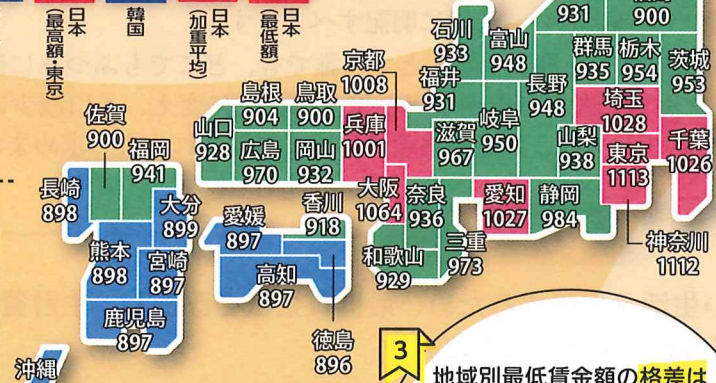 日本
(最高額・東京)
韓国
日本
(加重平均)
日本
(最低額)
931
900
石川
933
富山
948
群馬
935
栃木
954
茨城
953
京都
1008
福井
931
長野
948
埼玉
1028
島根
904
鳥取
900
兵庫
1001
滋賀
967
岐阜
950
山梨
938
東京
1113
千葉
1026
山口
928
広島
970
岡山
932
佐賀
900
福岡
941
大阪
1064
奈良
936
愛知
1027
静岡
984
長崎
898
大分
899
愛媛
897
香川
918
熊本
898
宮崎
897
高知
897
和歌山
929
三重
973
神奈川
1112
鹿児島
897
徳島
896
沖縄
3
地域別最低賃金額の格差は